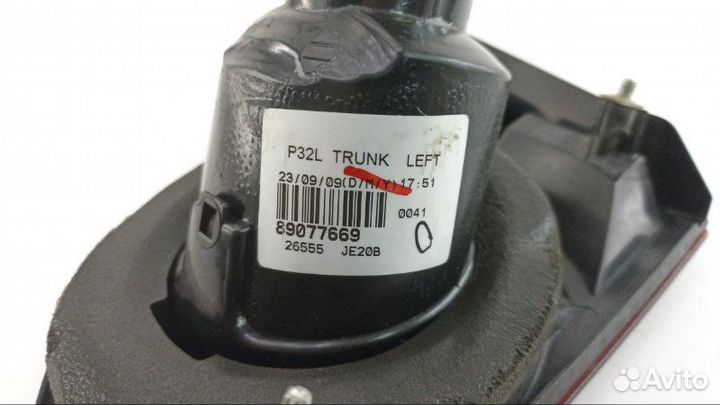 P32L TRUNK LEFT
23/09/09(D/M/Y)17:51
0041
89077669
26555 JE20B
Avito